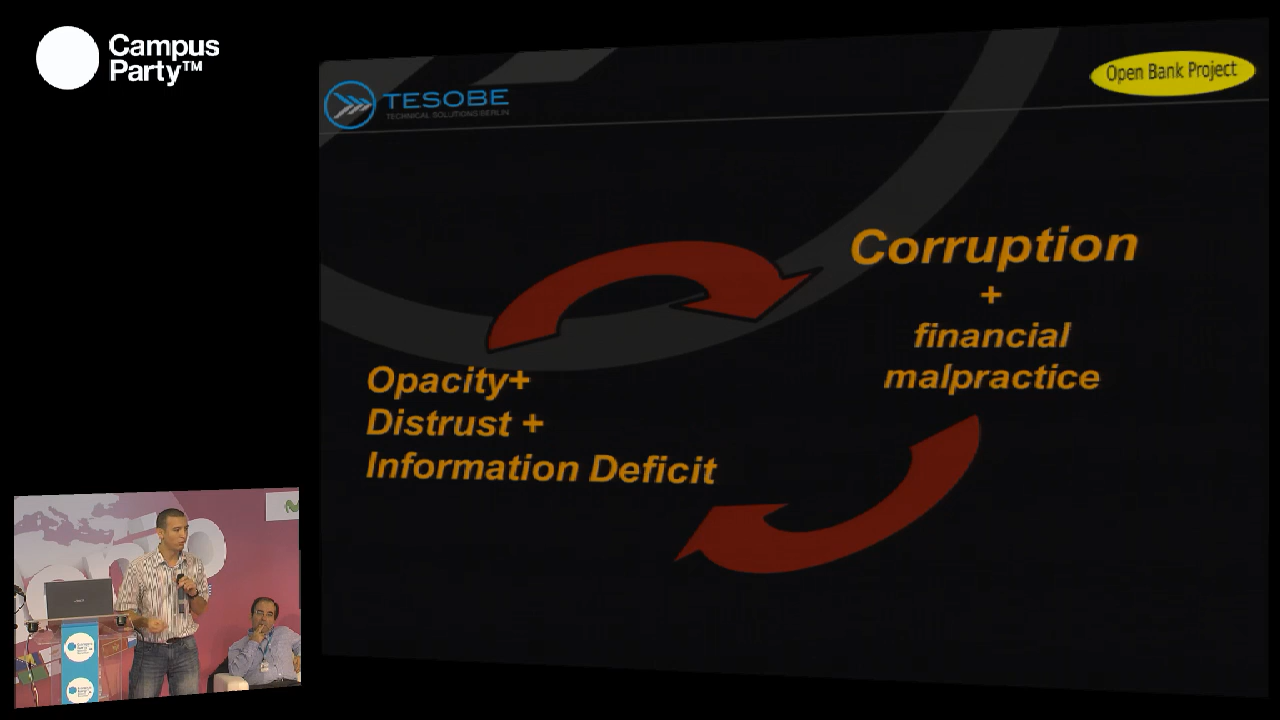 Campus
Party™
TESOBE
TECHNICAL SOLUTIONS BERLIN
Open Bank Project
Corruption
+
financial
malpractice
Opacity+
Distrust +
Information Deficit